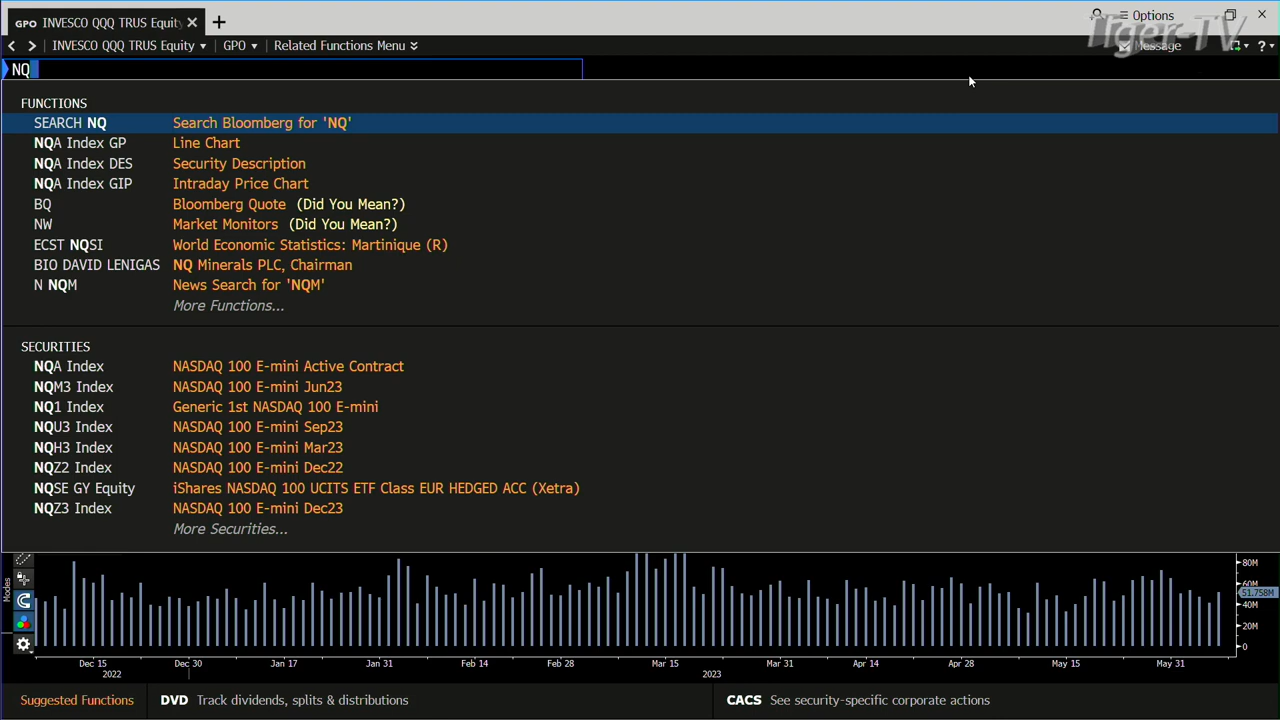 GPO INVESCO QQQ TRUS Equity
Options
Tiger-TV
INVESCO QQQ TRUS Equity GPO Related Functions Menu
Message ?
NQ
FUNCTIONS
SEARCH NQ Search Bloomberg for 'NQ'
NQA Index GP Line Chart
NQA Index DES Security Description
NQA Index GIP Intraday Price Chart
BQ Bloomberg Quote (Did You Mean?)
NW Market Monitors (Did You Mean?)
ECST NQSI World Economic Statistics: Martinique (R)
BIO DAVID LENIGAS NQ Minerals PLC, Chairman
N NQM News Search for 'NQM'
More Functions...
SECURITIES
NQA Index NASDAQ 100 E-mini Active Contract
NQM3 Index NASDAQ 100 E-mini Jun23
NQ1 Index Generic 1st NASDAQ 100 E-mini
NQU3 Index NASDAQ 100 E-mini Sep23
NQH3 Index NASDAQ 100 E-mini Mar23
NQZ2 Index NASDAQ 100 E-mini Dec22
NQSE GY Equity iShares NASDAQ 100 UCITS ETF Class EUR HEDGED ACC (Xetra)
NQZ3 Index NASDAQ 100 E-mini Dec23
More Securities...
Modes
80M
60M
51.758M
40M
20M
0
Dec 15 Dec 30 Jan 17 Jan 31 Feb 14 Feb 28 Mar 15 Mar 31 Apr 14 Apr 28 May 15 May 31
2022 2023
Suggested Functions DVD Track dividends, splits & distributions CACS See security-specific corporate actions